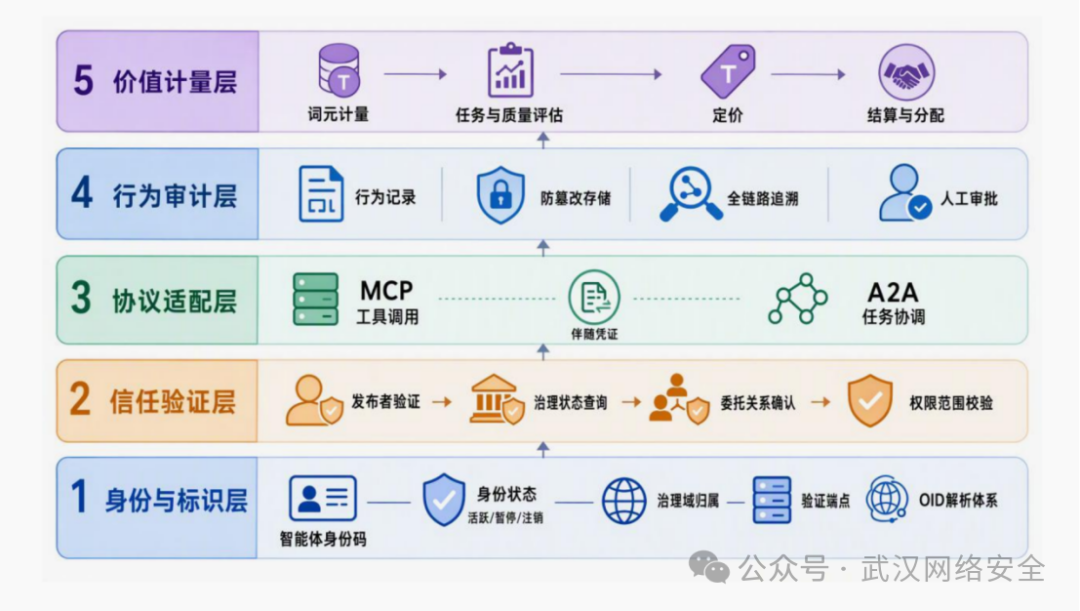 5 价值计量层
T
T
词元计量
任务与质量评估
定价
结算与分配
4 行为审计层
行为记录
防篡改存储
全链路追溯
人工审批
3 协议适配层
MCP
工具调用
伴随凭证
A2A
任务协调
2 信任验证层
发布者验证
治理状态查询
委托关系确认
权限范围校验
1 身份与标识层
智能体身份码
身份状态
活跃/暂停/注销
治理域归属
验证端点
OID解析体系
公众号 · 武汉网络安全